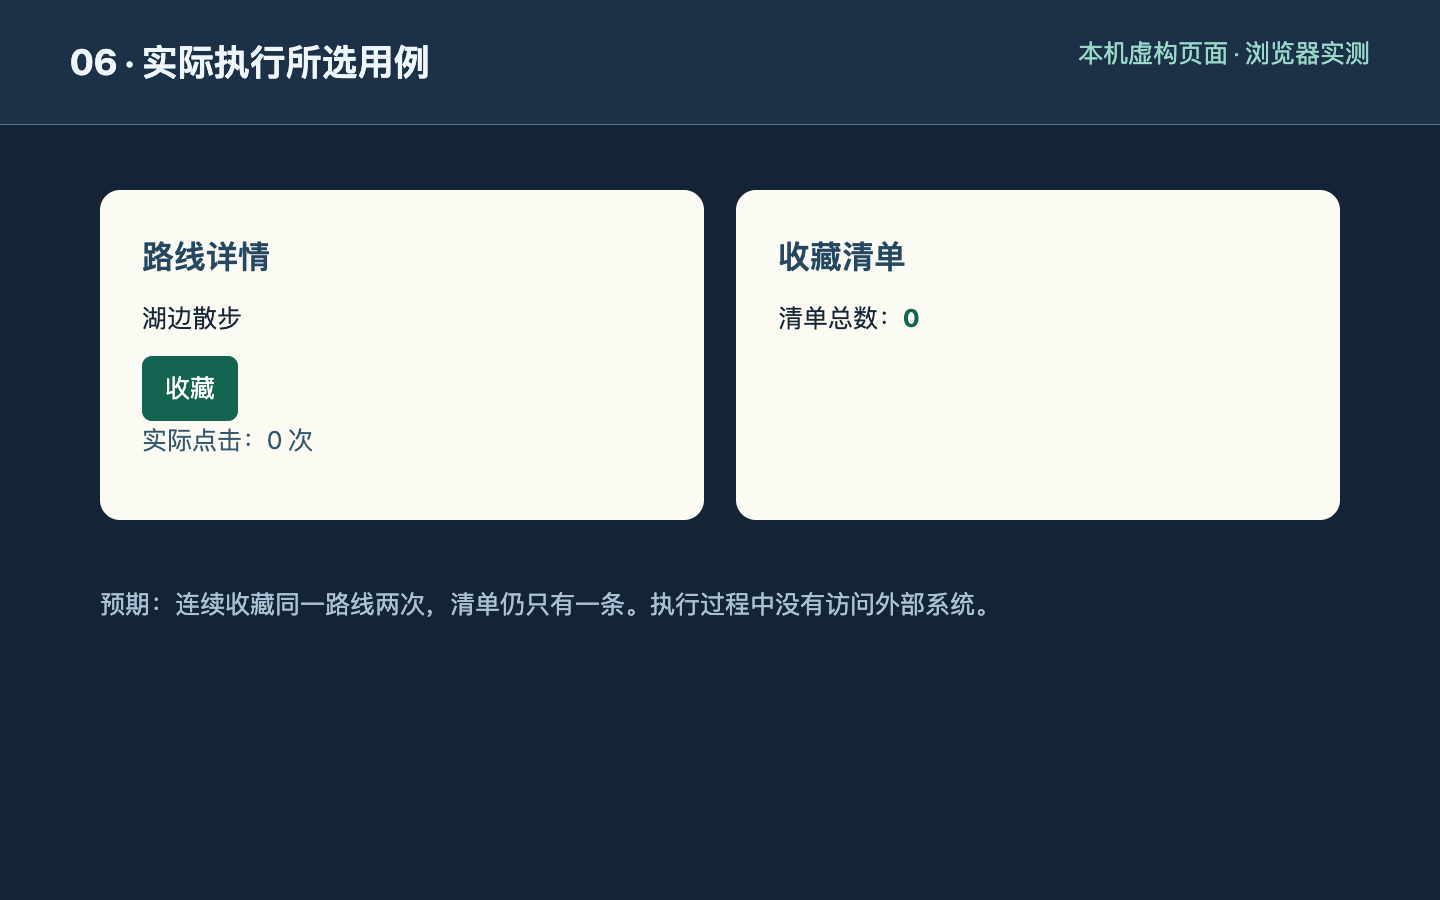 06 · 实际执行所选用例
本机虚构页面 · 浏览器实测
路线详情
湖边散步
收藏
实际点击：0 次
收藏清单
清单总数：0
预期：连续收藏同一路线两次，清单仍只有一条。执行过程中没有访问外部系统。